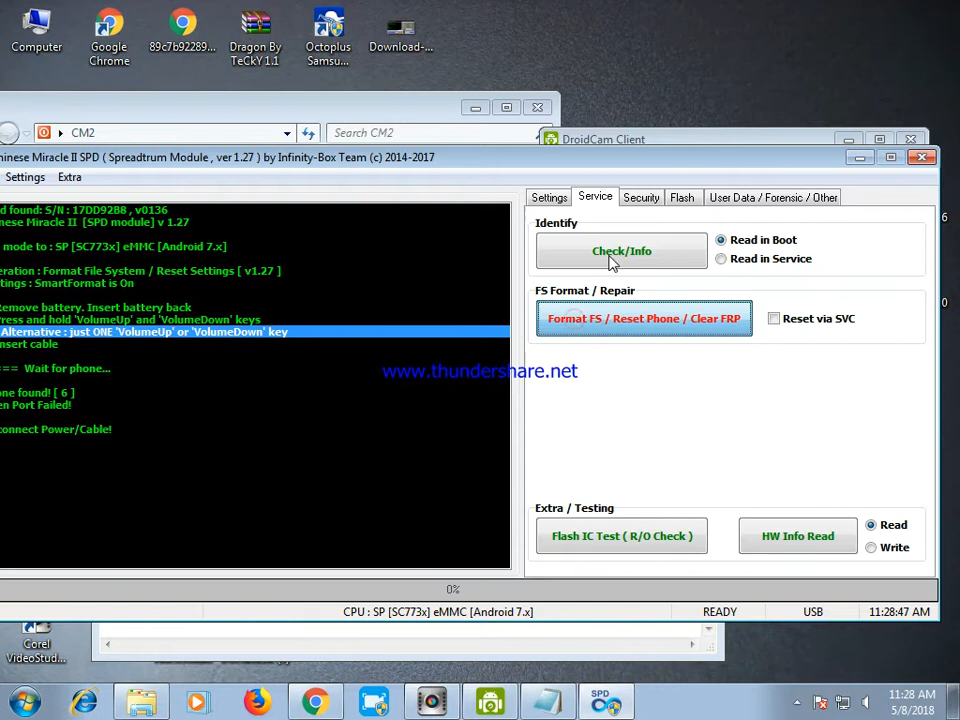 Computer
Google Chrome
89c7b92289...
Dragon By TeCkY 1.1
Octoplus Samsu...
Download-...
CM2
Search CM2
DroidCam Client
hinese Miracle II SPD ( Spreadtrum Module , ver 1.27 ) by Infinity-Box Team (c) 2014-2017
Settings Extra
d found: S/N : 17DD92B8 , v0136
nese Miracle II [SPD module] v 1.27
mode to : SP [SC773x] eMMC [Android 7.x]
eration : Format File System / Reset Settings [ v1.27 ]
tings : SmartFormat is On
Remove battery. Insert battery back
Press and hold 'VolumeUp' and 'VolumeDown' keys
Alternative : just ONE 'VolumeUp' or 'VolumeDown' key
nsert cable
=== Wait for phone...
one found! [ 6 ]
en Port Failed!
connect Power/Cable!
Settings Service Security Flash User Data / Forensic / Other
Identify
Check/Info
Read in Boot
Read in Service
FS Format / Repair
Format FS / Reset Phone / Clear FRP
Reset via SVC
www.thundershare.net
Extra / Testing
Flash IC Test ( R/O Check )
HW Info Read
Read
Write
0%
CPU : SP [SC773x] eMMC [Android 7.x] READY USB 11:28:47 AM
6
0
Corel VideoStud...
SPD
11:28 AM
5/8/2018